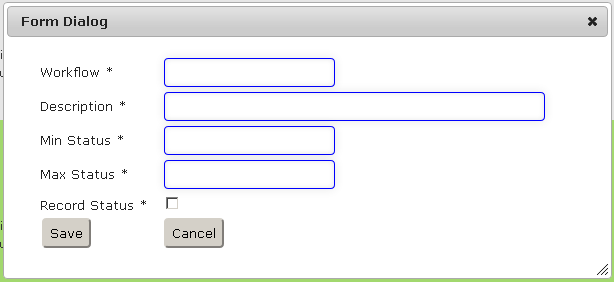 Form Dialog
Workflow *
Description *
Min Status *
Max Status *
Record Status *
Save Cancel